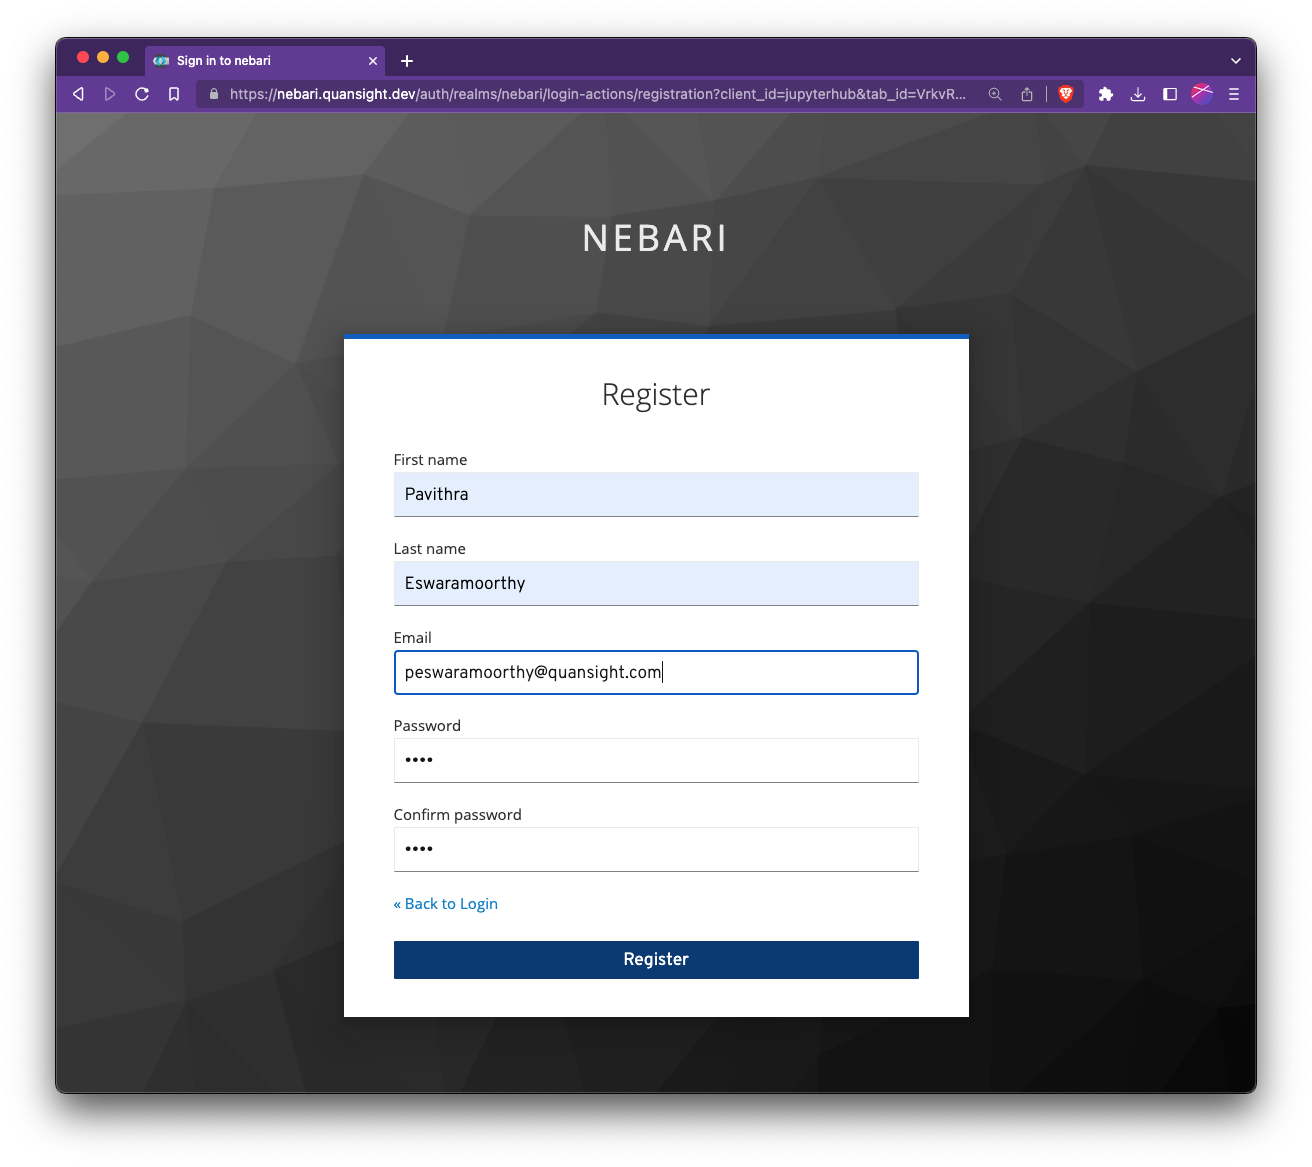 Sign in to nebari
https://nebari.quansight.dev/auth/realms/nebari/login-actions/registration?client_id=jupyterhub&tab_id=VrkvR...
NEBARI
Register
First name
Pavithra
Last name
Eswaramoorthy
Email
peswaramoorthy@quansight.com
Password
••••
Confirm password
••••
« Back to Login
Register